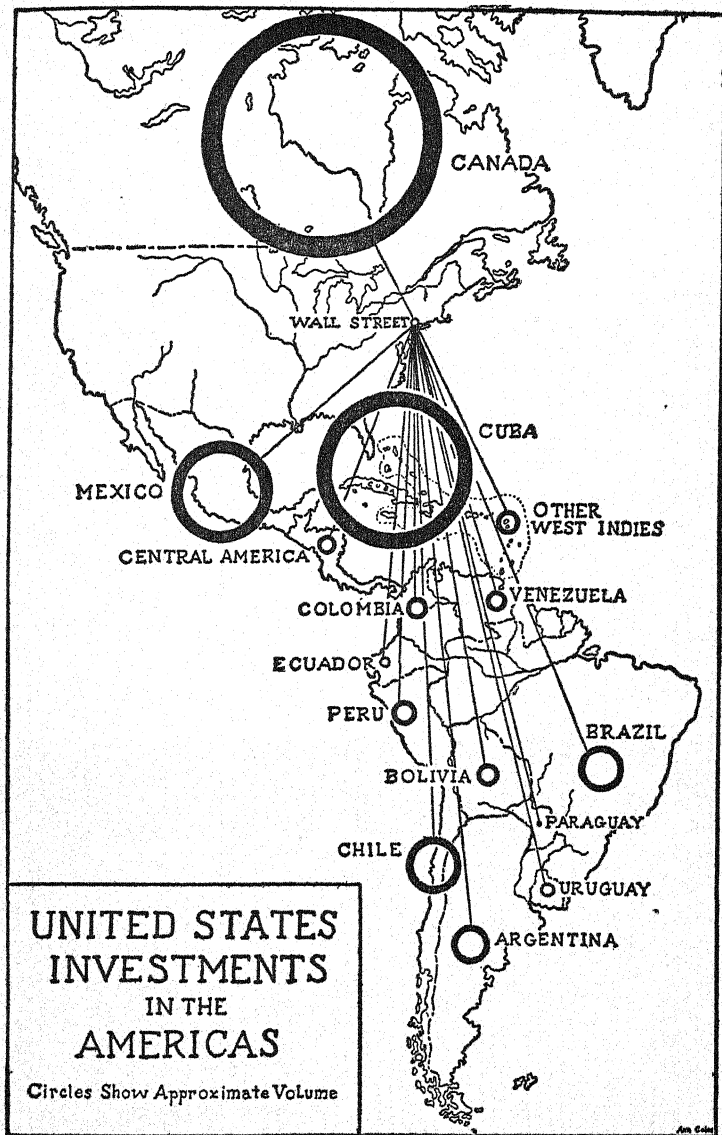 CANADA
WALL STREET
CUBA
CUBA
MEXICO
OTHER
WEST INDIES
CENTRAL AMERICA
COLOMBIA
VENEZUELA
ECUADOR
PERU
BRAZIL
BOLIVIA
PARAGUAY
CHILE
URUGUAY
ARGENTINA
UNITED STATES
INVESTMENTS
IN THE
AMERICAS
Circles Show Approximate Volume